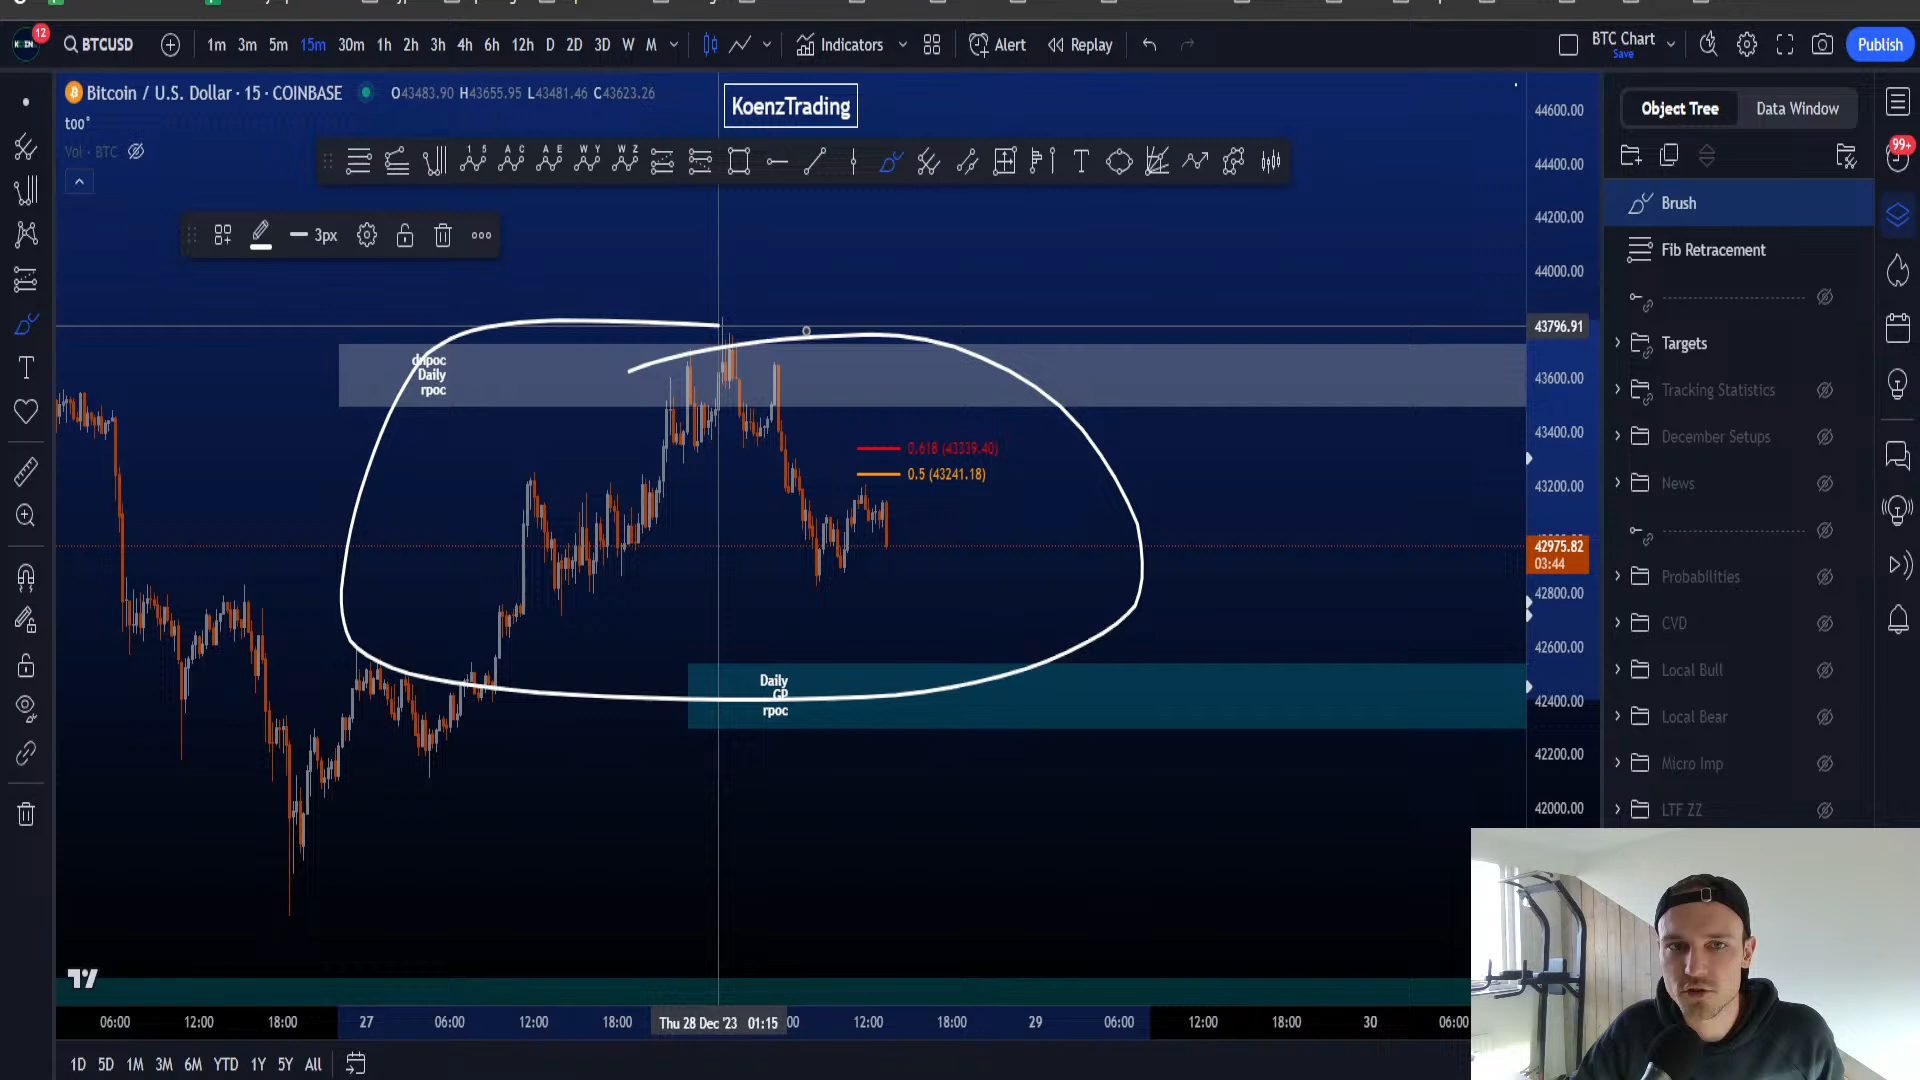 12
BTCUSD
1m 3m 5m 15m 30m 1h 2h 3h 4h 6h 12h D 2D 3D W M
Indicators
Alert
Replay
BTC Chart
Save
Publish
Bitcoin / U.S. Dollar · 15 · COINBASE
O43483.90 H43655.95 L43481.46 C43623.26
Vol · BTC
KoenzTrading
1 5
A C
A E
W Y
W Z
3px
dnpoc
Daily
rpoc
0.618 (43339.40)
0.5 (43241.18)
Daily
GP
rpoc
44600.00
44400.00
44200.00
44000.00
43796.91
43600.00
43400.00
43200.00
42975.82
03:44
42800.00
42600.00
42400.00
42200.00
42000.00
Object Tree
Data Window
99+
Brush
Fib Retracement
Targets
Tracking Statistics
December Setups
News
Probabilities
CVD
Local Bull
Local Bear
Micro Imp
LTF ZZ
06:00 12:00 18:00 27 06:00 12:00 18:00 Thu 28 Dec '23 01:15 12:00 18:00 29 06:00 12:00 18:00 30 06:00
1D 5D 1M 3M 6M YTD 1Y 5Y All